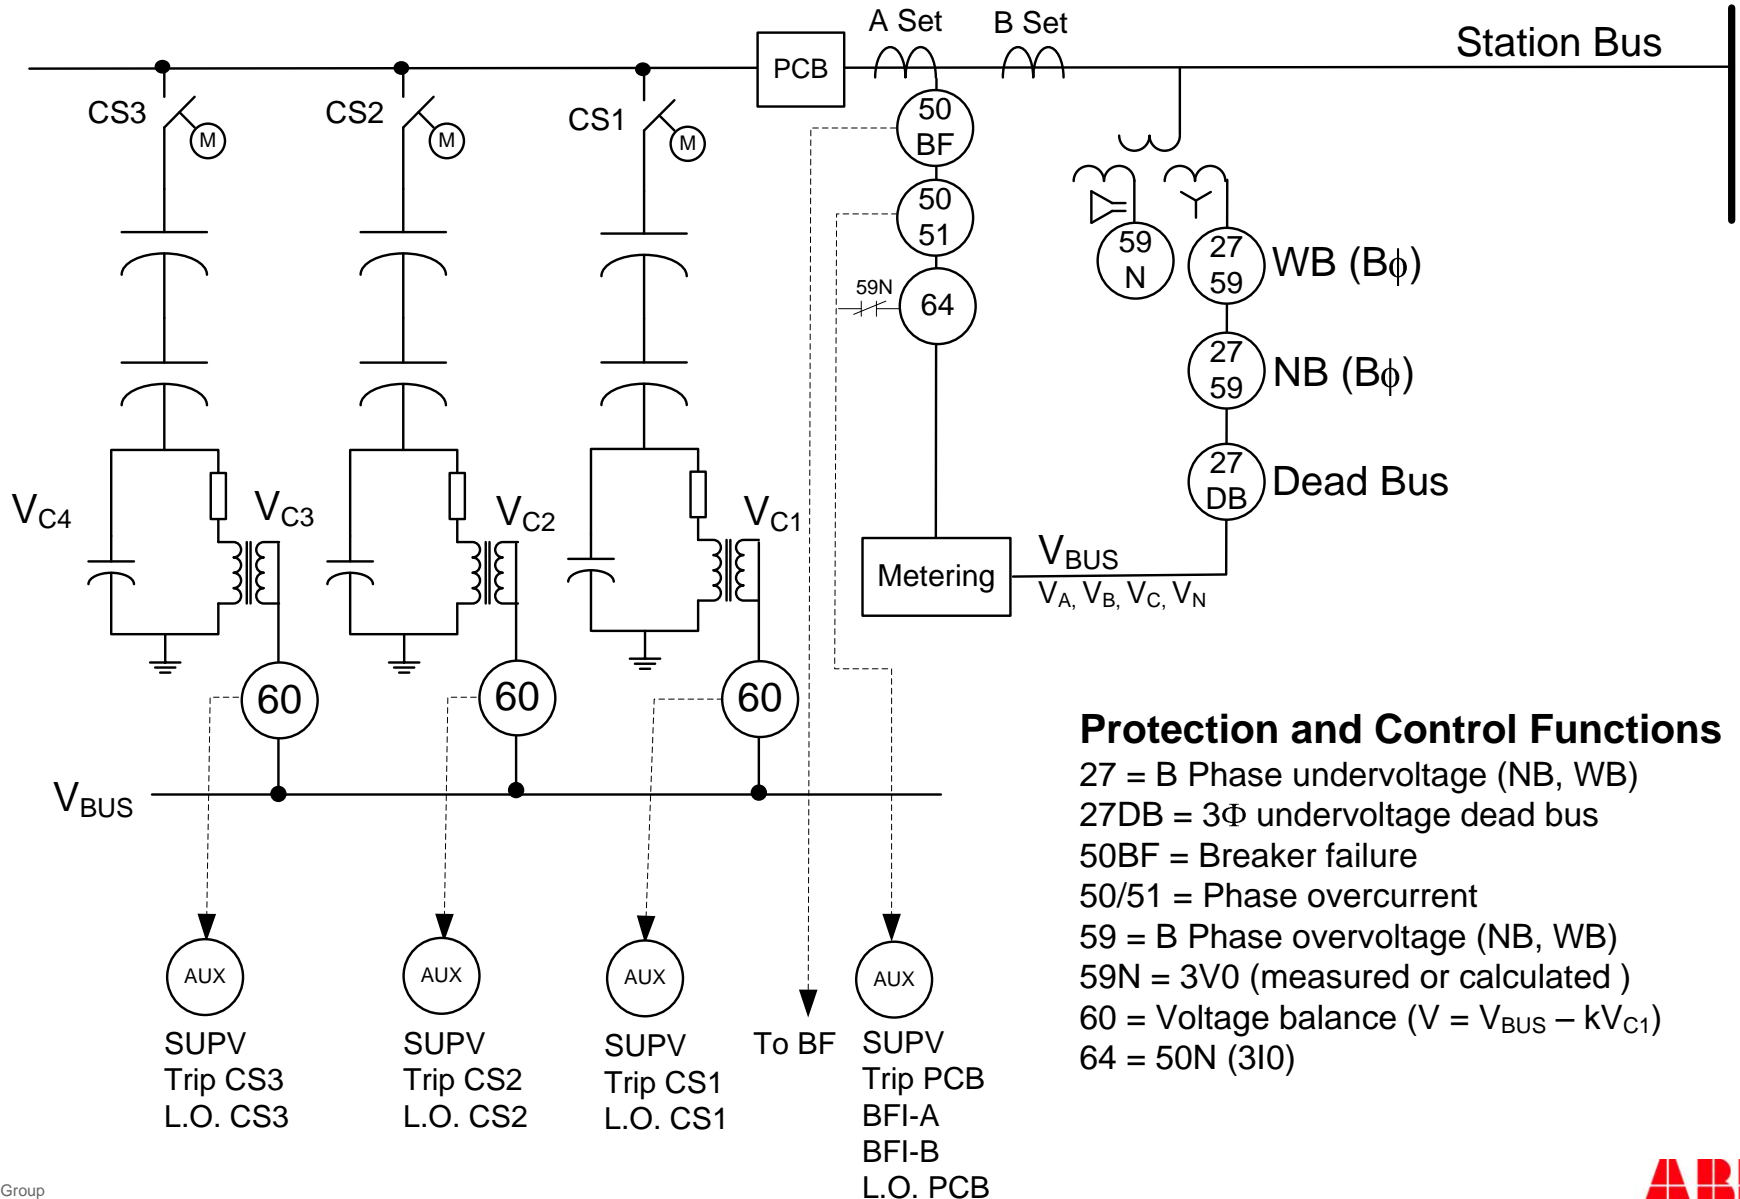 A Set
B Set
Station Bus
PCB
CS3
M
CS2
M
CS1
M
50
BF
50
51
59N
64
59
N
27
59
WB (Bϕ)
27
59
NB (Bϕ)
27
DB
Dead Bus
VC4
VC3
VC2
VC1
Metering
VBUS
VA, VB, VC, VN
60
60
60
VBUS
Protection and Control Functions
27 = B Phase undervoltage (NB, WB)
27DB = 3Φ undervoltage dead bus
50BF = Breaker failure
50/51 = Phase overcurrent
59 = B Phase overvoltage (NB, WB)
59N = 3V0 (measured or calculated )
60 = Voltage balance (V = VBUS – kVC1)
64 = 50N (3I0)
AUX
SUPV
Trip CS3
L.O. CS3
AUX
SUPV
Trip CS2
L.O. CS2
AUX
SUPV
Trip CS1
L.O. CS1
To BF
AUX
SUPV
Trip PCB
BFI-A
BFI-B
L.O. PCB
Group